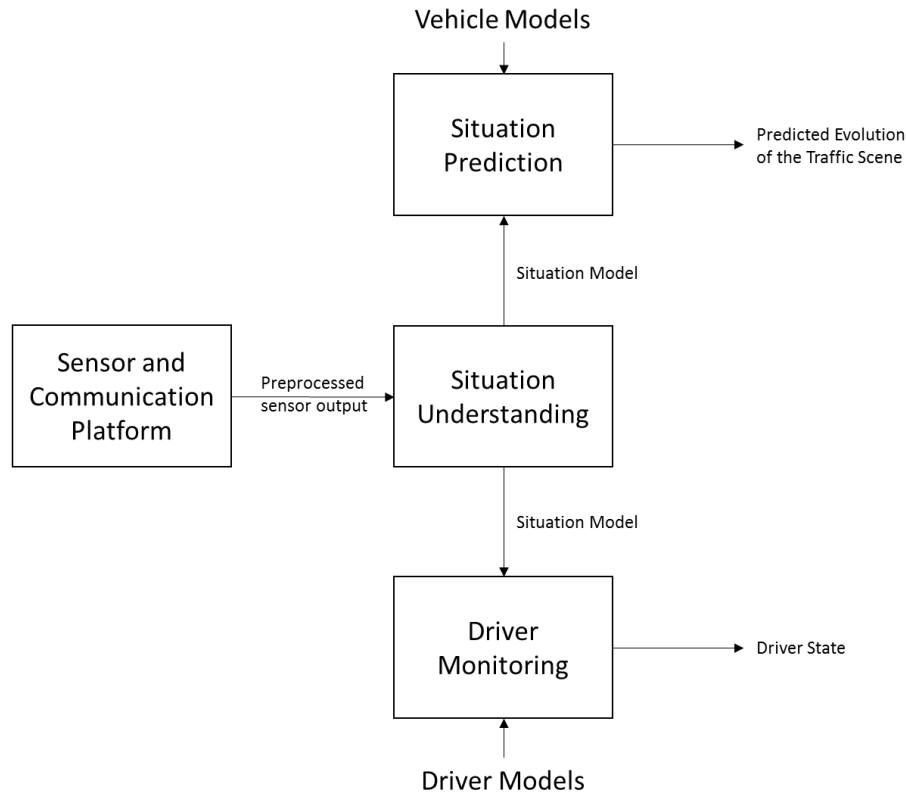 Vehicle Models
Situation
Prediction
Predicted Evolution
of the Traffic Scene
Situation Model
Sensor and
Communication
Platform
Preprocessed
sensor output
Situation
Understanding
Situation Model
Driver
Monitoring
Driver State
Driver Models